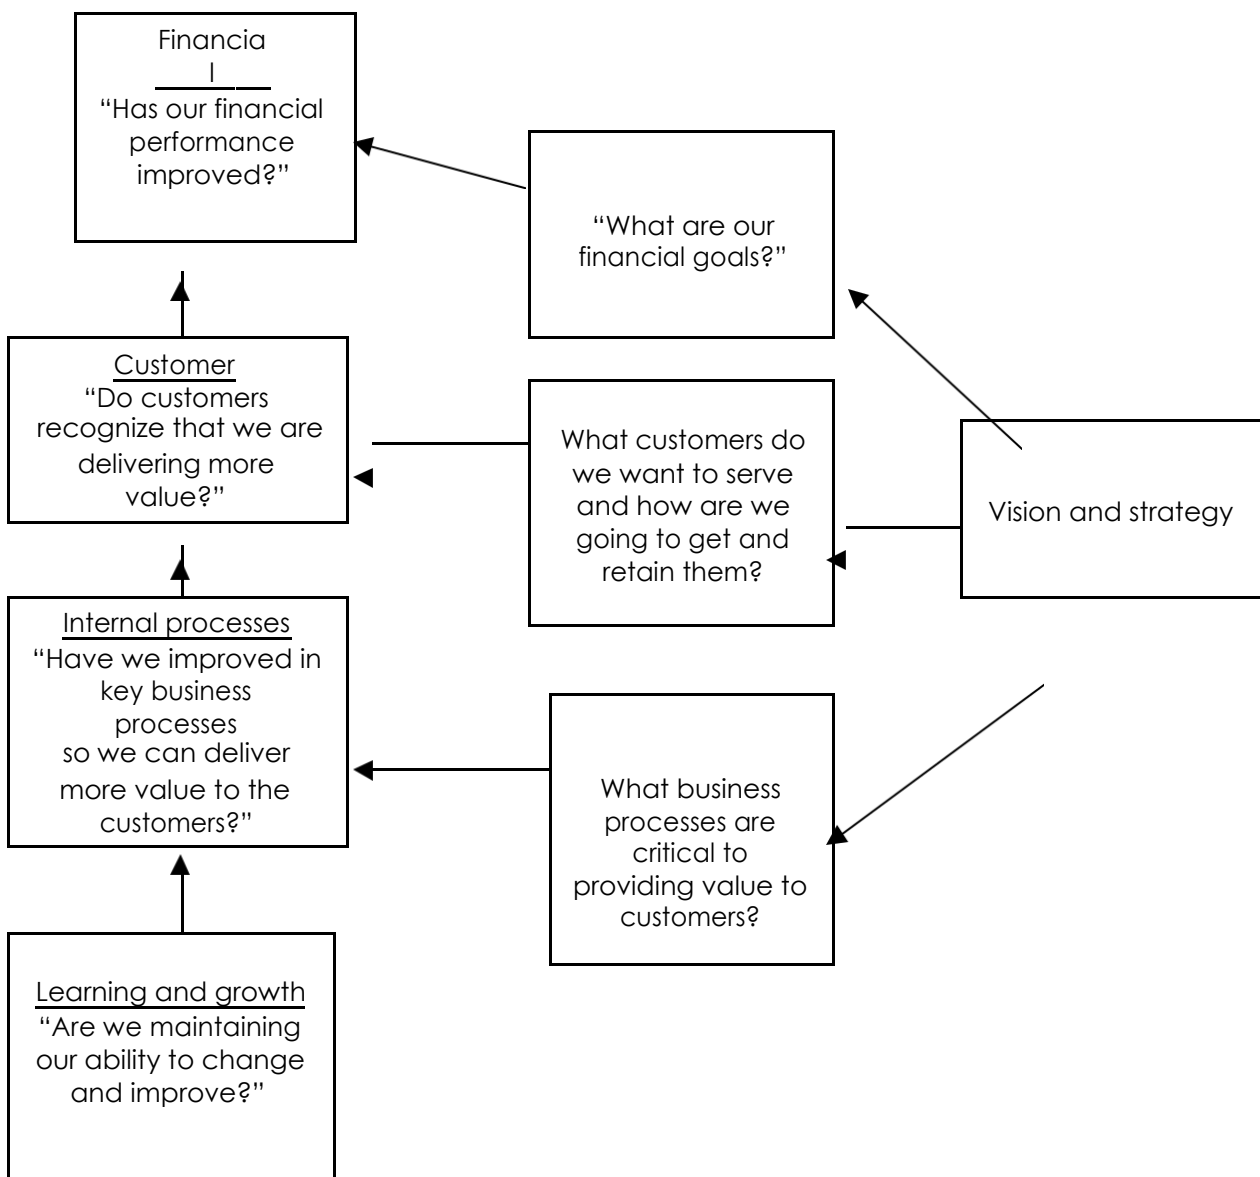 Financia
l
“Has our financial
performance
improved?”
“What are our
financial goals?”
Customer
“Do customers
recognize that we are
delivering more
value?”
What customers do
we want to serve
and how are we
going to get and
retain them?
Vision and strategy
Internal processes
“Have we improved in
key business
processes
so we can deliver
more value to the
customers?”
What business
processes are
critical to
providing value to
customers?
Learning and growth
“Are we maintaining
our ability to change
and improve?”